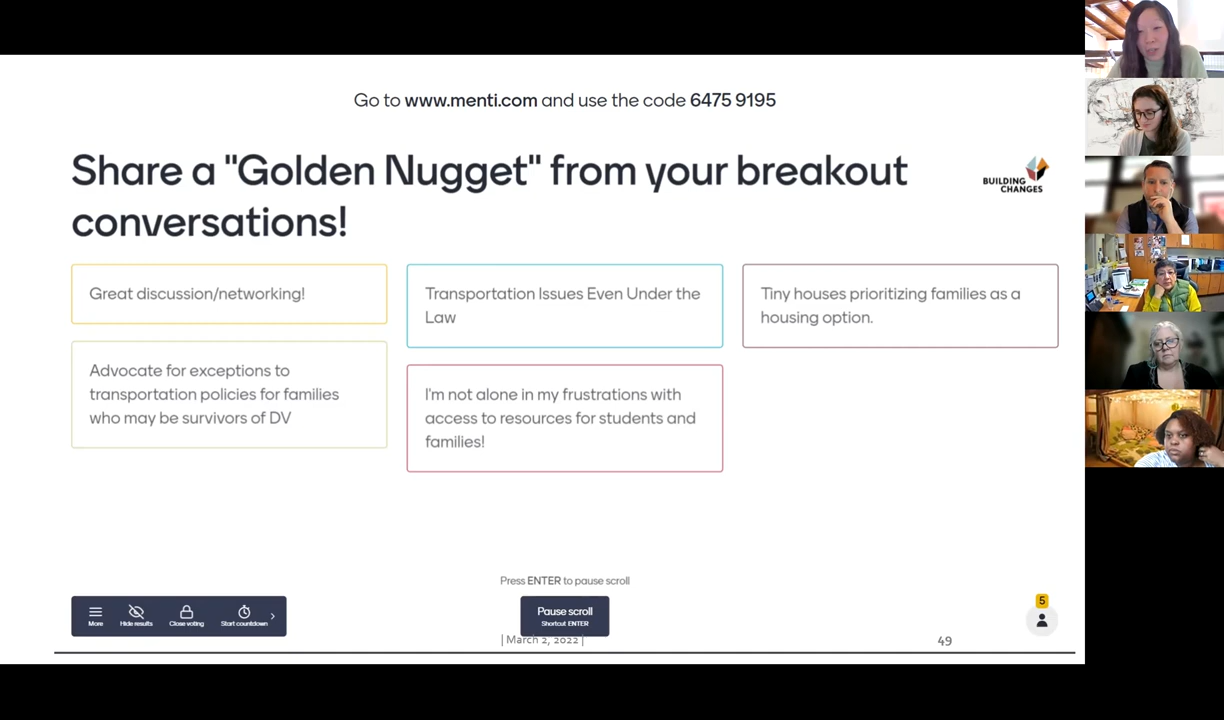 Go to www.menti.com and use the code 6475 9195
Share a "Golden Nugget" from your breakout
conversations!
BUILDING
CHANGES
Great discussion/networking!
Transportation Issues Even Under the
Law
Tiny houses prioritizing families as a
housing option.
Advocate for exceptions to
transportation policies for families
who may be survivors of DV
I'm not alone in my frustrations with
access to resources for students and
families!
Press ENTER to pause scroll
More
Hide results
Close voting
Start countdown
Pause scroll
Shortcut ENTER
5
| March 2, 2022 |
49